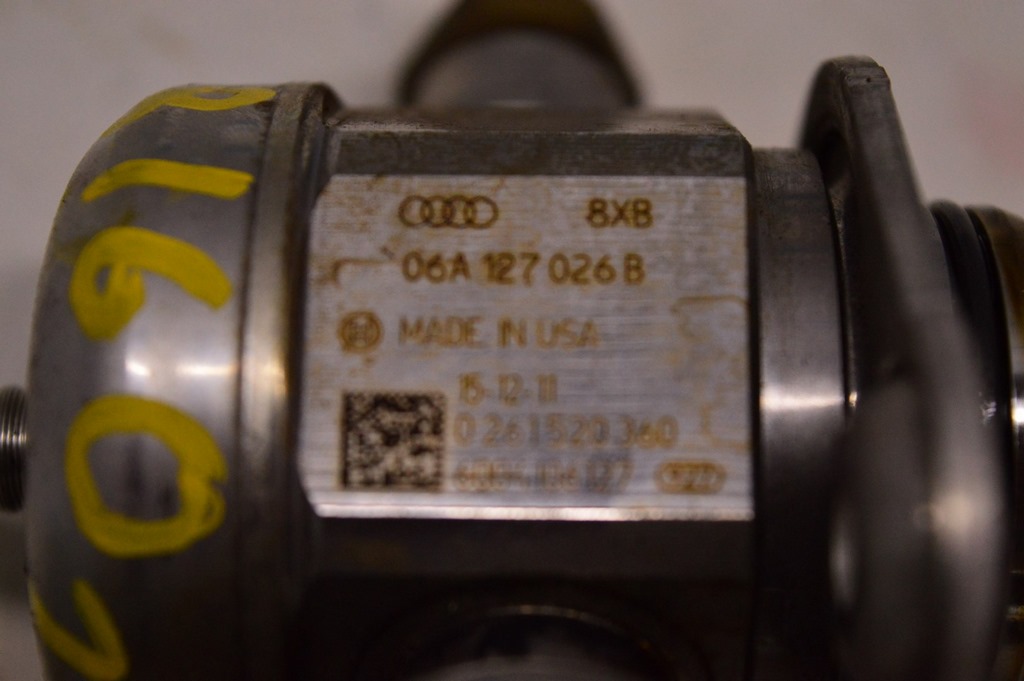 8XB
06A 127 026 B
MADE IN USA
15-12-11
0 261 520 360